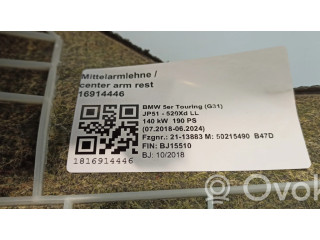 Mittelarmlehne /
center arm rest
16914446
BMW 5er Touring (G31)
JP51 - 520Xd LL
140 kW 190 PS
(07.2018-06.2024)
Fzgnr.: 21-13883 M: 50215490 B47D
FIN: BJ15510
BJ: 10/2018
1816914446
OVOKO